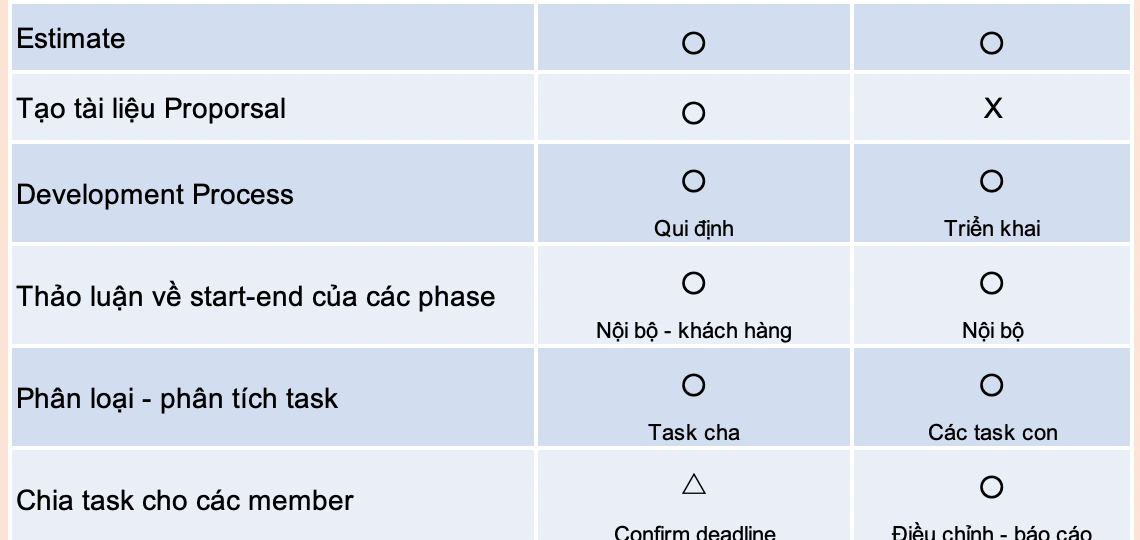 Estimate ○ ○
Tạo tài liệu Proporsal ○ X
Development Process ○ ○
Qui định Triển khai
Thảo luận về start-end của các phase ○ ○
Nội bộ - khách hàng Nội bộ
Phân loại - phân tích task ○ ○
Task cha Các task con
Chia task cho các member △ ○
Confirm deadline Điều chỉnh - báo cáo